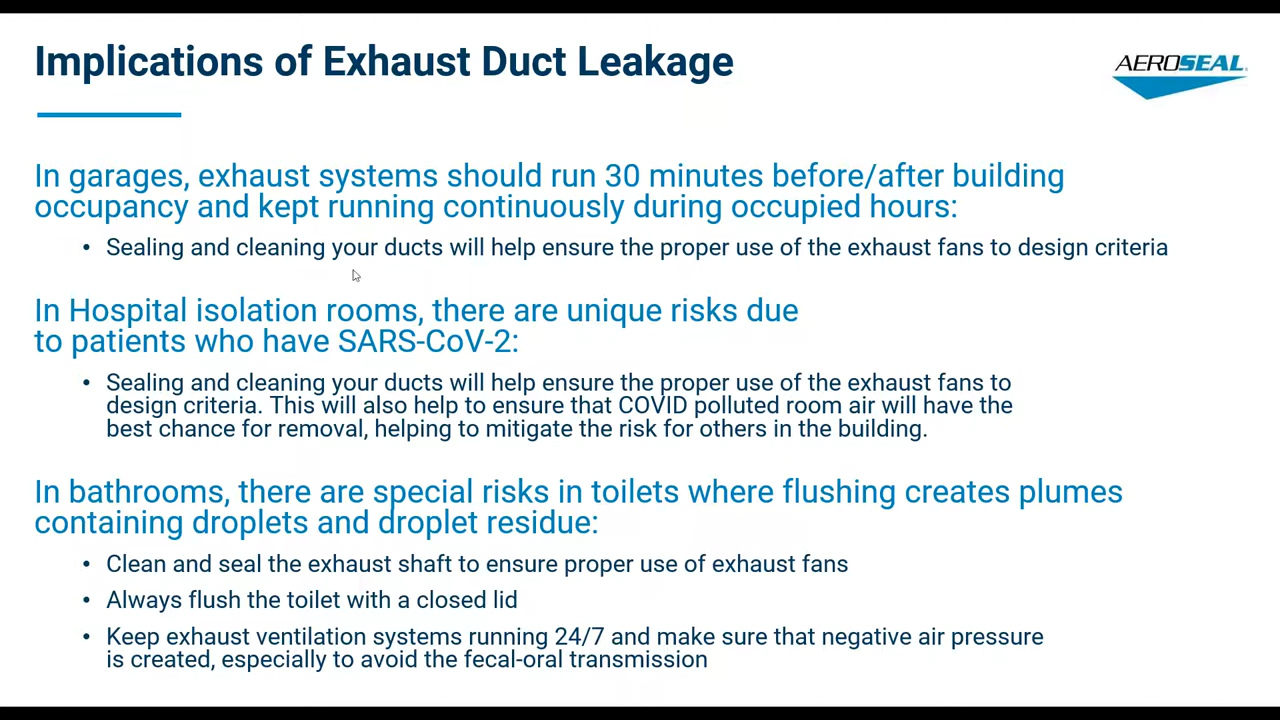 Implications of Exhaust Duct Leakage
AEROSEAL
In garages, exhaust systems should run 30 minutes before/after building
occupancy and kept running continuously during occupied hours:
• Sealing and cleaning your ducts will help ensure the proper use of the exhaust fans to design criteria
In Hospital isolation rooms, there are unique risks due
to patients who have SARS-CoV-2:
• Sealing and cleaning your ducts will help ensure the proper use of the exhaust fans to
design criteria. This will also help to ensure that COVID polluted room air will have the
best chance for removal, helping to mitigate the risk for others in the building.
In bathrooms, there are special risks in toilets where flushing creates plumes
containing droplets and droplet residue:
• Clean and seal the exhaust shaft to ensure proper use of exhaust fans
• Always flush the toilet with a closed lid
• Keep exhaust ventilation systems running 24/7 and make sure that negative air pressure
is created, especially to avoid the fecal-oral transmission